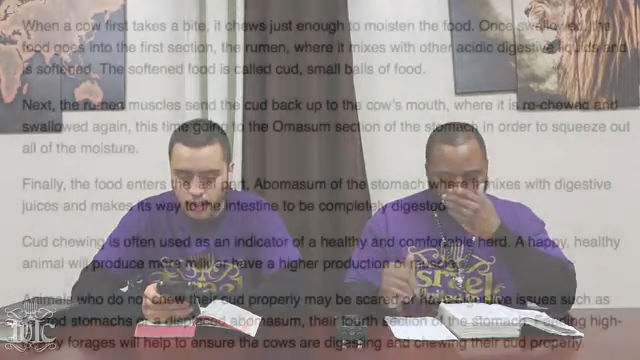 When a cow first takes a bite, it chews just enough to moisten the food. Once swallowed, the
food goes into the first section, the rumen, where it mixes with other acidic digestive liquids and
is softened. The softened food is called cud, small balls of food.
Next, the rumen muscles send the cud back up to the cow's mouth, where it is re-chewed and
swallowed again, this time going to the Omasum section of the stomach in order to squeeze out
all of the moisture.
Finally, the food enters the last part, Abomasum of the stomach where it mixes with digestive
juices and makes its way to the intestine to be completely digested
Cud chewing is often used as an indicator of a healthy and comfortable herd. A happy, healthy
animal will produce more milk or have a higher production of
Animals who do not chew their cud properly may be scared or have issues such as
stomachs or a displaced abomasum, their fourth section of the stomach. Feeding high-
forages will help to ensure the cows are digesting and chewing their cud properly.